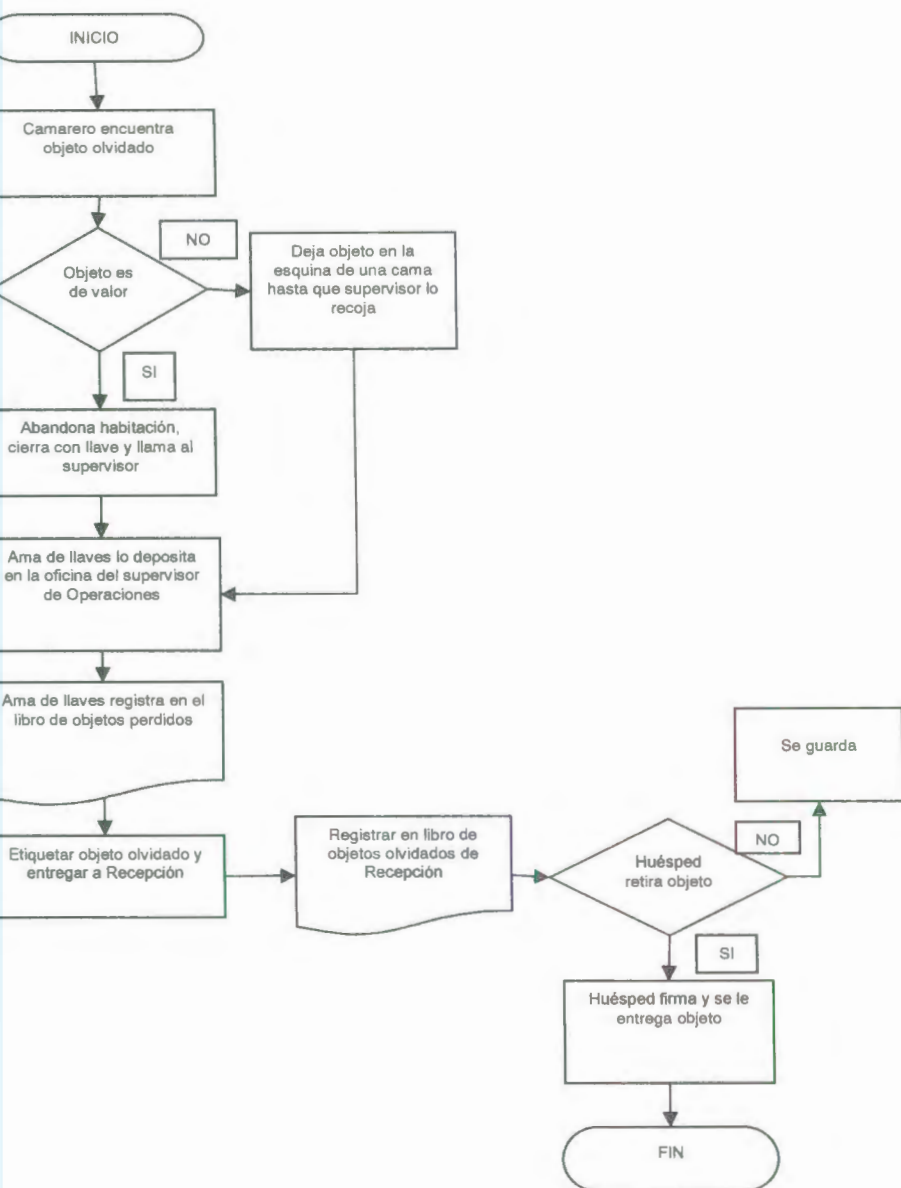 INICIO
Camarero encuentra
objeto olvidado
Objeto es
de valor
NO
Deja objeto en la
esquina de una cama
hasta que supervisor lo
recoja
SI
Abandona habitación,
cierra con llave y llama al
supervisor
Ama de llaves lo deposita
en la oficina del supervisor
de Operaciones
Ama de llaves registra en el
libro de objetos perdidos
Etiquetar objeto olvidado y
entregar a Recepción
Registrar en libro de
objetos olvidados de
Recepción
Huésped
retira objeto
NO
Se guarda
SI
Huésped firma y se le
entrega objeto
FIN